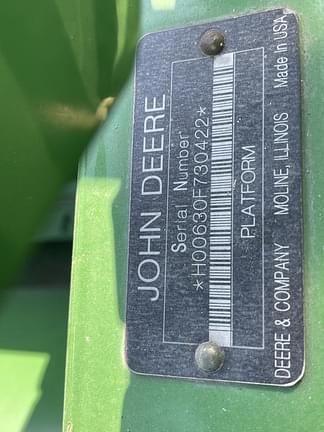 JOHN DEERE
Serial Number
*H00630F730422*
PLATFORM
DEERE & COMPANY MOLINE, ILLINOIS Made in USA